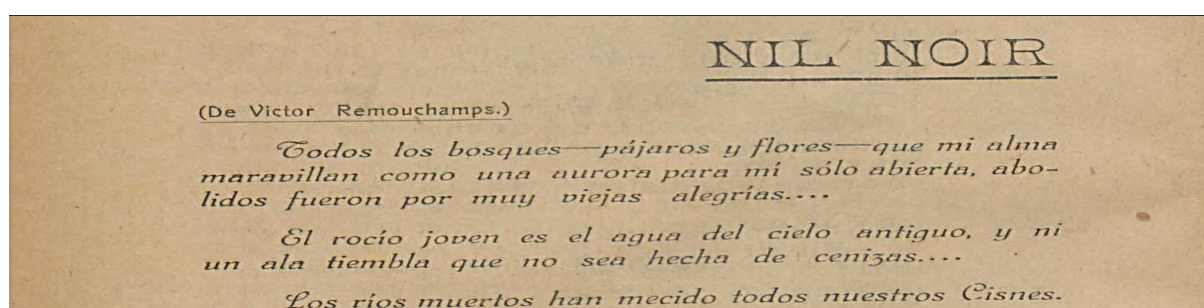 NIL NOIR
(De Victor Remouchamps.)
Todos los bosques—pájaros y flores—que mi alma
maravillan como una aurora para mí sólo abierta, abo-
lidos fueron por muy viejas alegrías....
El rocío joven es el agua del cielo antiguo, y ni
un ala tiembla que no sea hecha de cenizas....
Los ríos muertos han mecido todos nuestros Cisnes.